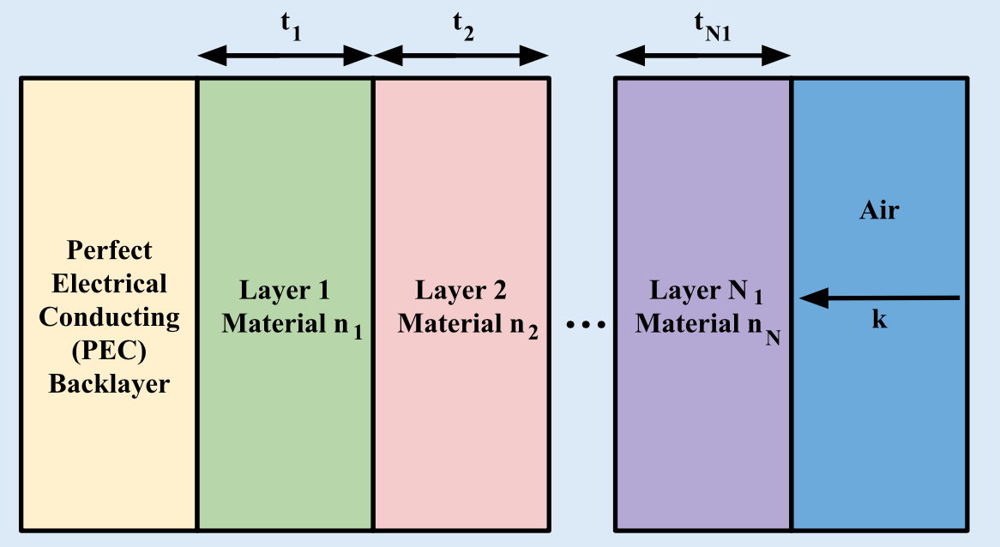 t1
t2
tN1
Perfect
Electrical
Conducting
(PEC)
Backlayer
Layer 1
Material n1
Layer 2
Material n2
...
Layer N1
Material nN
Air
k